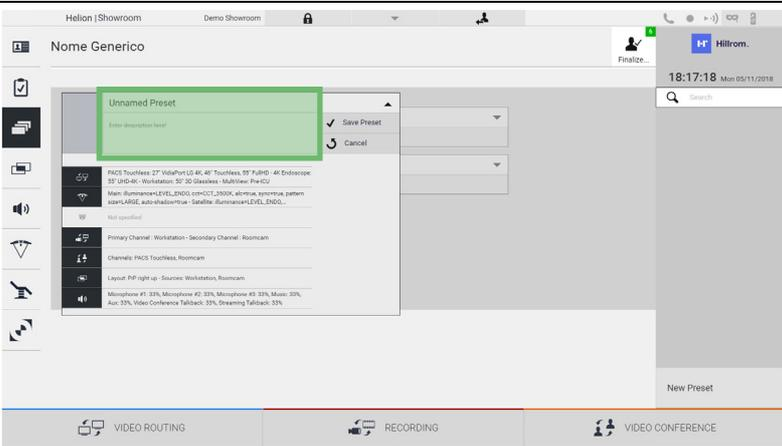 Helion | Showroom
Demo Showroom
Nome Generico
6
Finalize...
Hillrom.
18:17:18 Mon 05/11/2018
Search
Unnamed Preset
Enter description here!
Save Preset
Cancel
PACS Touchless: 27" VidiaPort LG 4K, 46" Touchless, 55" FullHD - 4K Endoscope:
55" UHD-4K - Workstation: 50" 3D Glassless - MultiView: Pre-ICU
Main: illuminance=LEVEL_ENDO, cct=CCT_3600K, alc=true, sync=true, pattern
size=LARGE, auto-shadow=true - Satellite: illuminance=LEVEL_ENDO,...
Not specified
Primary Channel : Workstation - Secondary Channel : Roomcam
Channels: PACS Touchless, Roomcam
Layout: PiP right up - Sources: Workstation, Roomcam
Microphone #1: 33%, Microphone #2: 33%, Microphone #3: 33%, Music: 33%,
Aux: 33%, Video Conference Talkback: 33%, Streaming Talkback: 33%
New Preset
VIDEO ROUTING
RECORDING
VIDEO CONFERENCE